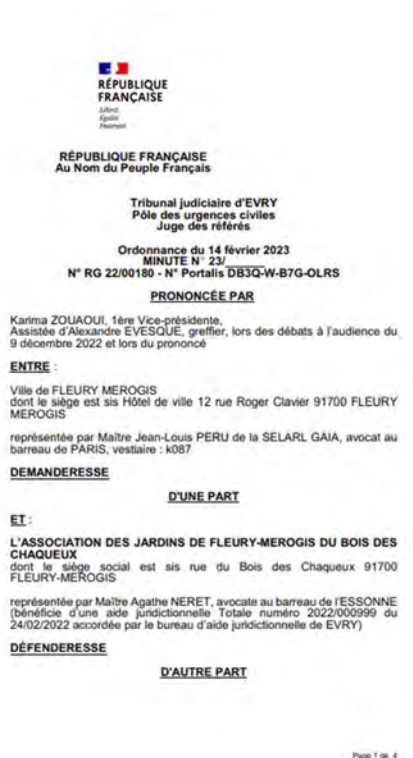 RÉPUBLIQUE
FRANÇAISE
Liberté
Égalité
Fraternité
RÉPUBLIQUE FRANÇAISE
Au Nom du Peuple Français
Tribunal judiciaire d'EVRY
Pôle des urgences civiles
Juge des référés
Ordonnance du 14 février 2023
MINUTE N° 23/______
N° RG 22/00180 - N° Portalis DB3Q-W-B7G-OLRS
PRONONCÉE PAR
Karima ZOUAOUI, 1ère Vice-présidente,
Assistée d'Alexandre EVESQUE, greffier, lors des débats à l'audience du
9 décembre 2022 et lors du prononcé
ENTRE :
Ville de FLEURY MEROGIS
dont le siège est sis Hôtel de ville 12 rue Roger Clavier 91700 FLEURY
MEROGIS
représentée par Maître Jean-Louis PERU de la SELARL GAIA, avocat au
barreau de PARIS, vestiaire : k087
DEMANDERESSE
D'UNE PART
ET :
L'ASSOCIATION DES JARDINS DE FLEURY-MEROGIS DU BOIS DES
CHAQUEUX
dont le siège social est sis rue du Bois des Chaqueux 91700
FLEURY-MEROGIS
représentée par Maître Agathe NERET, avocate au barreau de l'ESSONNE
(bénéficie d'une aide juridictionnelle Totale numéro 2022/000999 du
24/02/2022 accordée par le bureau d'aide juridictionnelle de EVRY)
DÉFENDERESSE
D'AUTRE PART
Page 1 de 4